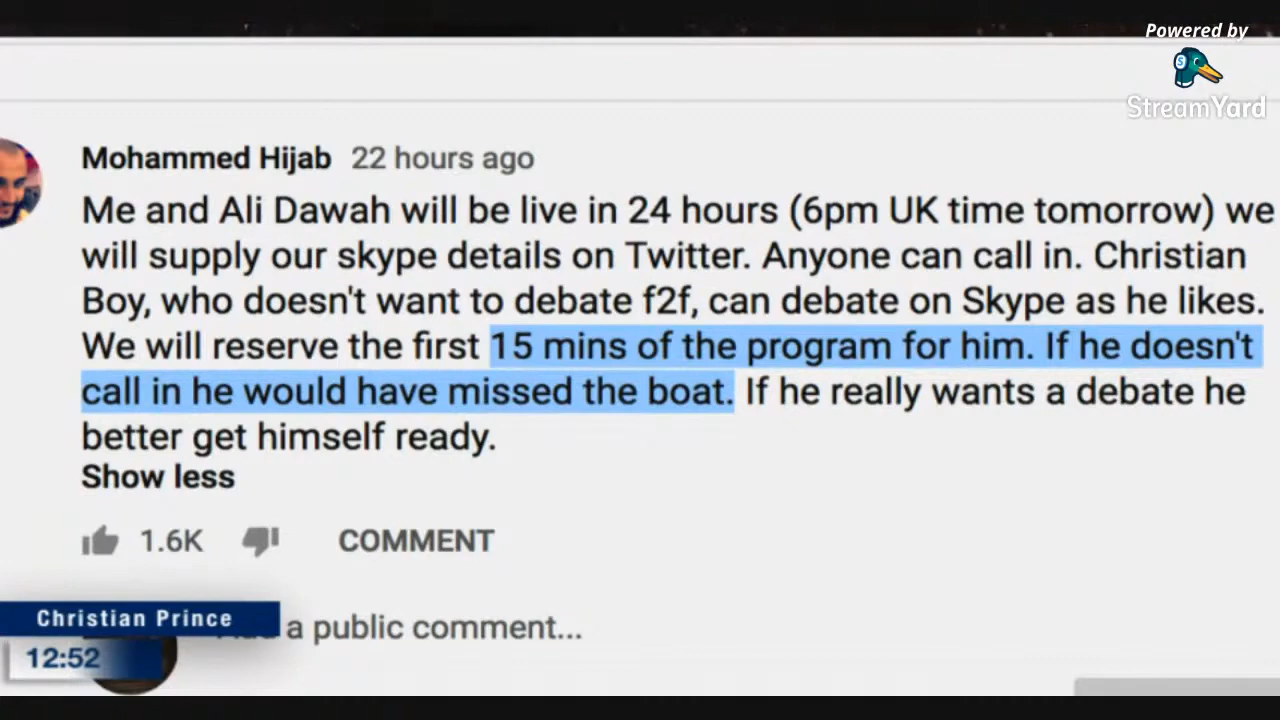 Powered by
StreamYard
Mohammed Hijab 22 hours ago
Me and Ali Dawah will be live in 24 hours (6pm UK time tomorrow) we
will supply our skype details on Twitter. Anyone can call in. Christian
Boy, who doesn't want to debate f2f, can debate on Skype as he likes.
We will reserve the first 15 mins of the program for him. If he doesn't
call in he would have missed the boat. If he really wants a debate he
better get himself ready.
Show less
1.6K COMMENT
Christian Prince
a public comment...
12:52